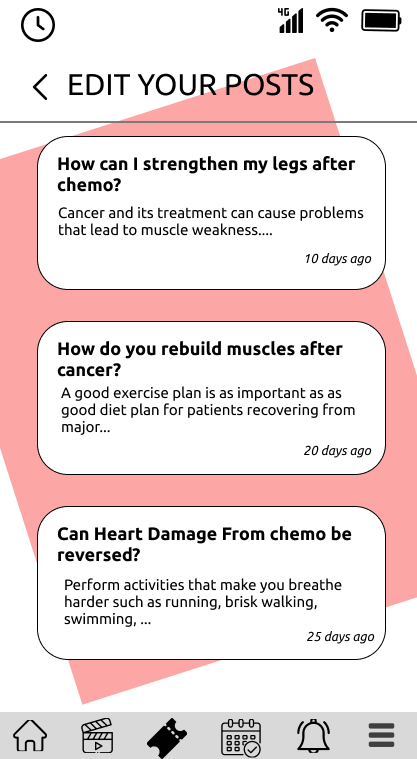 4G
EDIT YOUR POSTS
How can I strengthen my legs after
chemo?
Cancer and its treatment can cause problems
that lead to muscle weakness....
10 days ago
How do you rebuild muscles after
cancer?
A good exercise plan is as important as as
good diet plan for patients recovering from
major...
20 days ago
Can Heart Damage From chemo be
reversed?
Perform activities that make you breathe
harder such as running, brisk walking,
swimming, ...
25 days ago